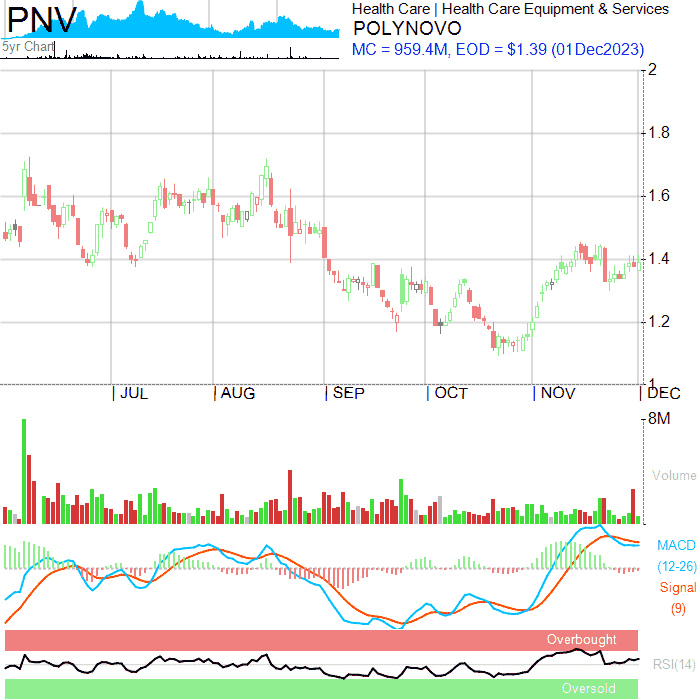 PNV
5yr Chart
Health Care | Health Care Equipment & Services
POLYNOVO
MC = 959.4M, EOD = $1.39 (01Dec2023)
2
1.8
1.6
1.4
1.2
1
JUL
AUG
SEP
OCT
NOV
DEC
8M
Volume
MACD
(12-26)
Signal
(9)
Overbought
RSI(14)
Oversold